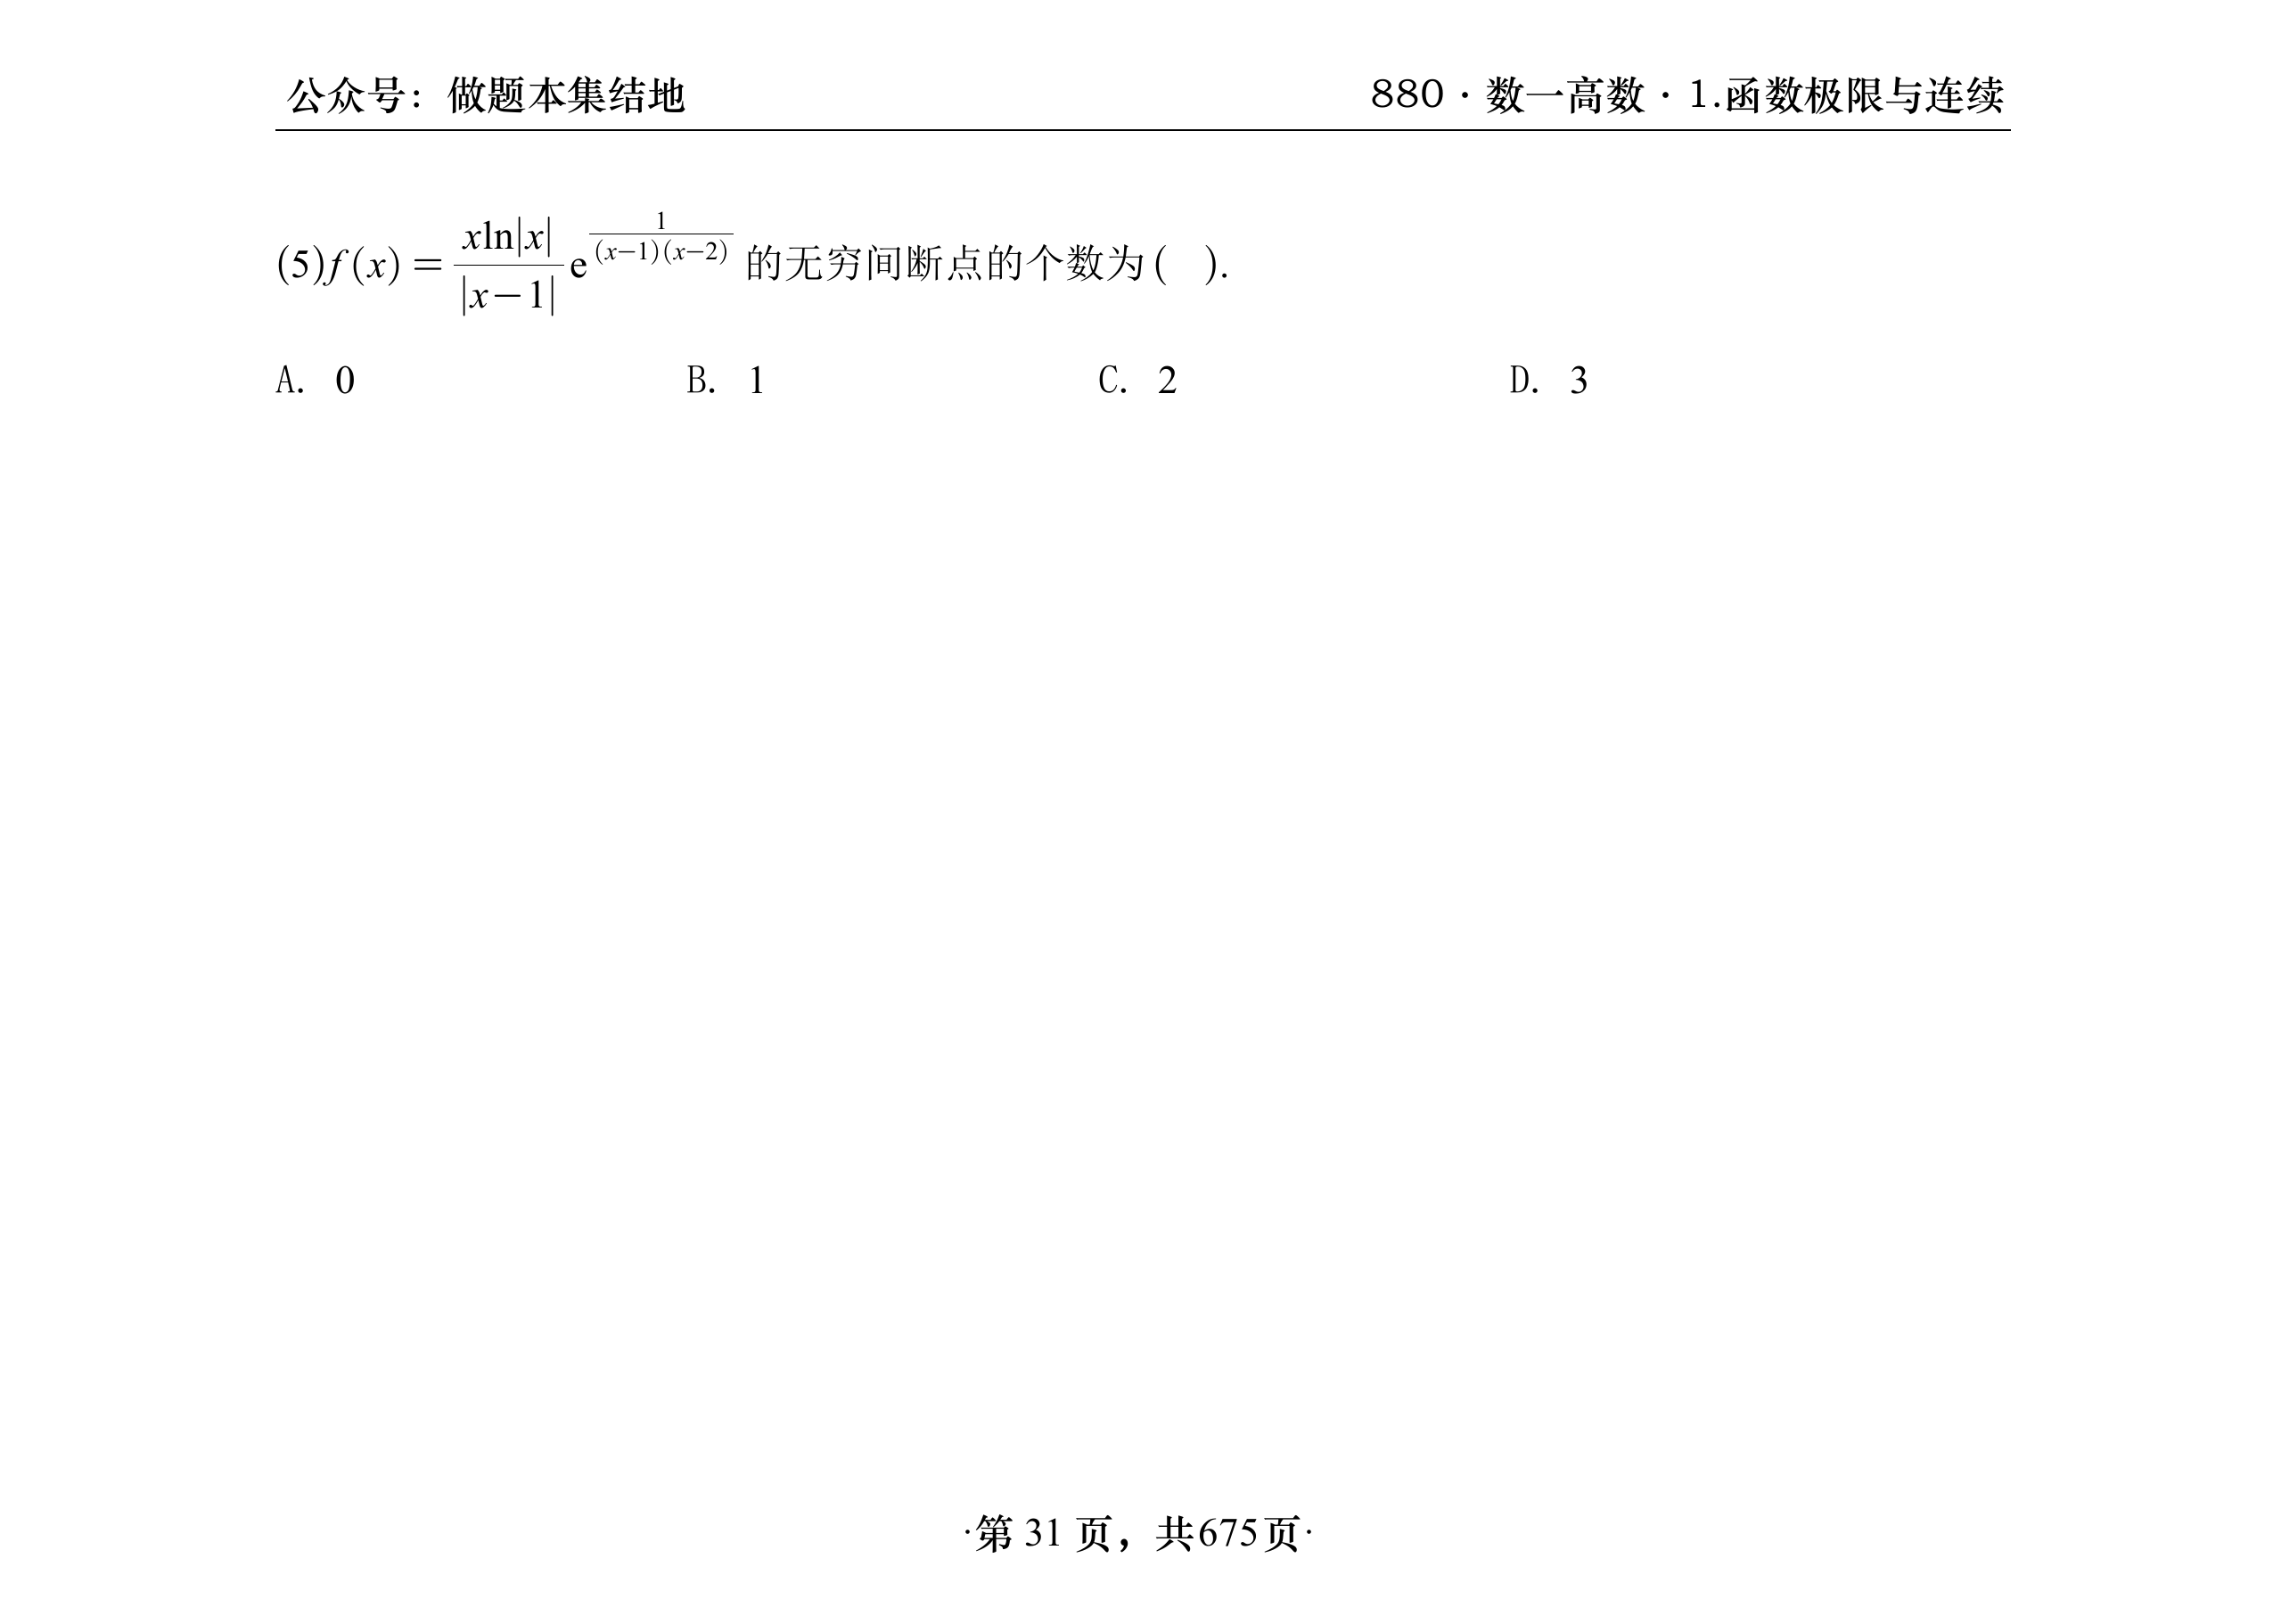 公众号：做题本集结地 880·数一高数·1.函数极限与连续
(5)f(x)=\frac{x\ln|x|}{|x-1|}e^{\frac{1}{(x-1)(x-2)}}的无穷间断点的个数为(  ).
A. 0 B. 1 C. 2 D. 3
·第 31 页，共675页·